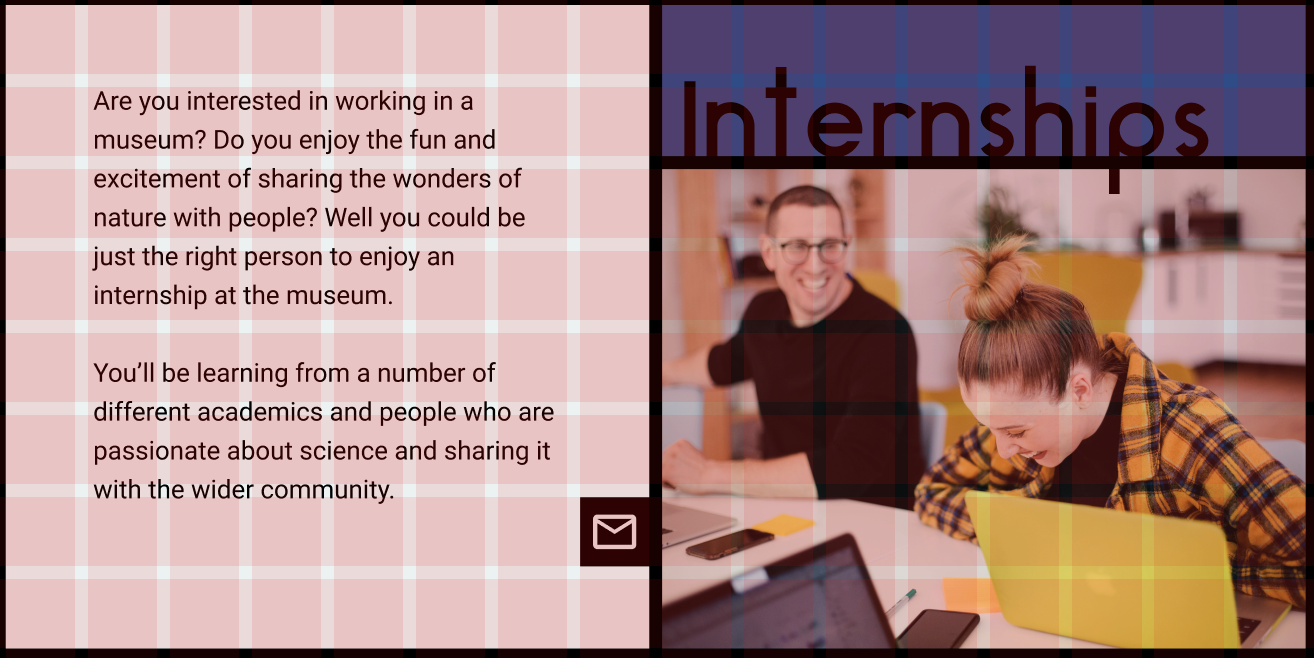 Internships
Are you interested in working in a
museum? Do you enjoy the fun and
excitement of sharing the wonders of
nature with people? Well you could be
just the right person to enjoy an
internship at the museum.
You’ll be learning from a number of
different academics and people who are
passionate about science and sharing it
with the wider community.